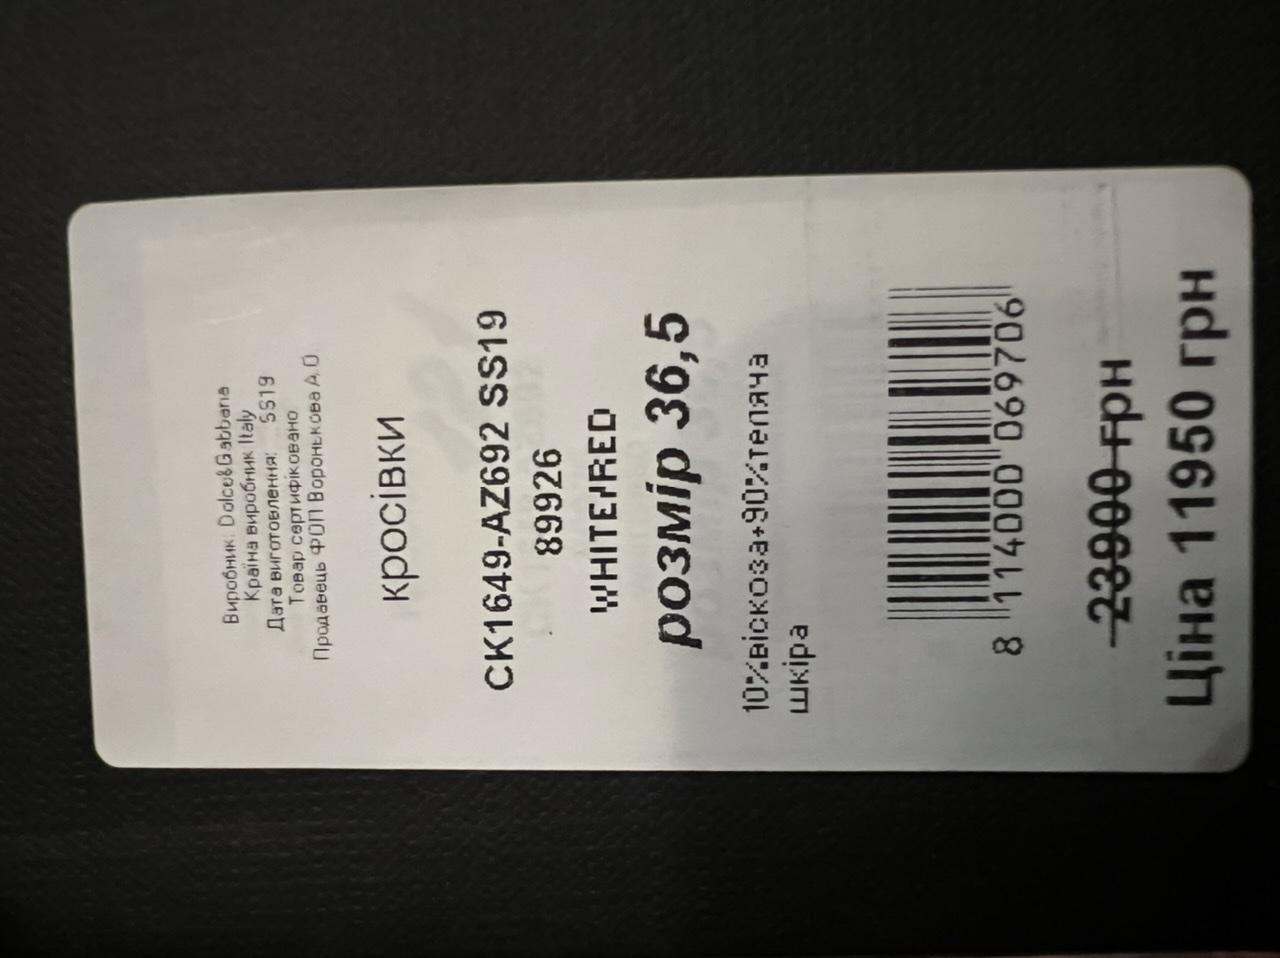 Виробник: Dolce&Gabbana
Країна виробник Italy
Дата виготовлення: SS19
Товар сертифіковано
Продавець ФОП Воронькова А.О
кросівки
CK1649-AZ692 SS19
89926
WHITE/RED
розмір 36,5
10%віскоза+90%теляча
шкіра
8 114000 069706
23900 грн
Ціна 11950 грн